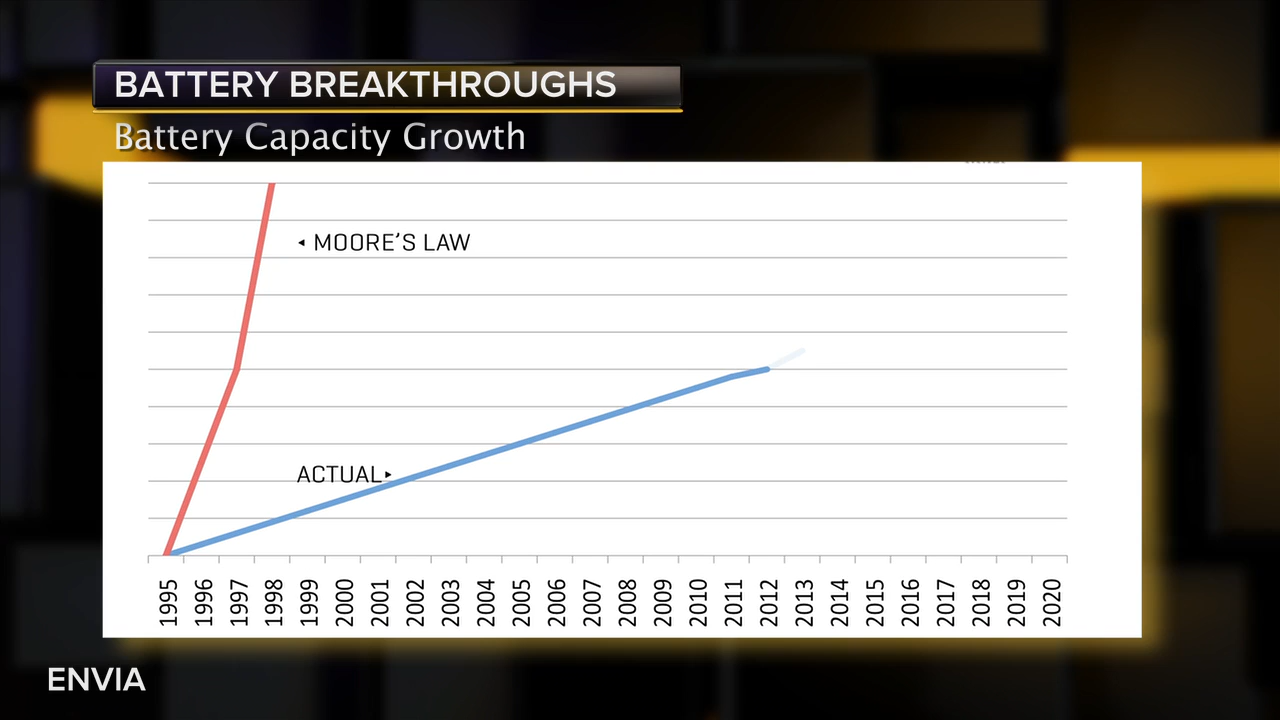 BATTERY BREAKTHROUGHS
Battery Capacity Growth
MOORE'S LAW
ACTUAL
1995 1996 1997 1998 1999 2000 2001 2002 2003 2004 2005 2006 2007 2008 2009 2010 2011 2012 2013 2014 2015 2016 2017 2018 2019 2020
ENVIA